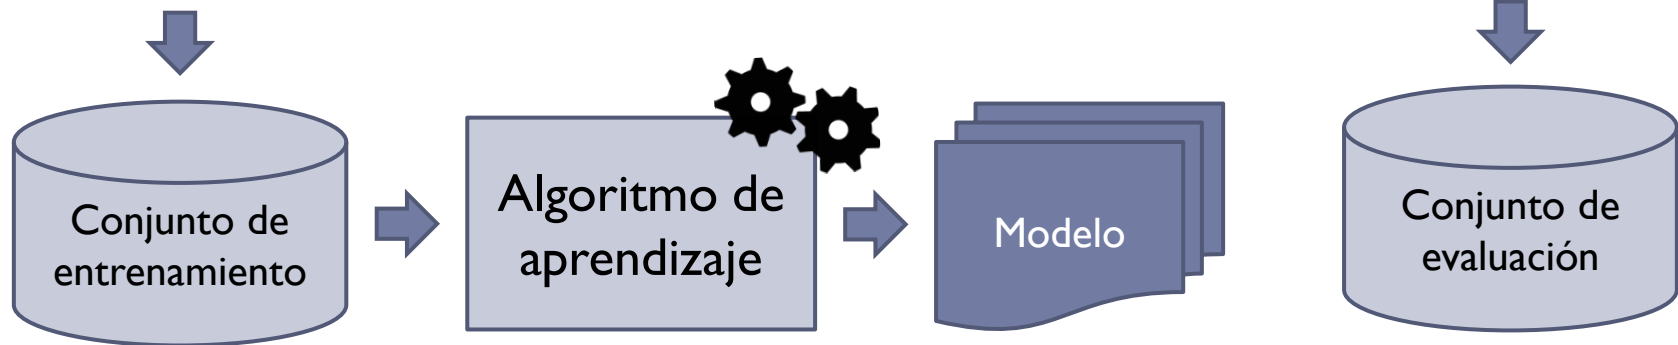 Conjunto de
entrenamiento
Algoritmo de
aprendizaje
Modelo
Conjunto de
evaluación